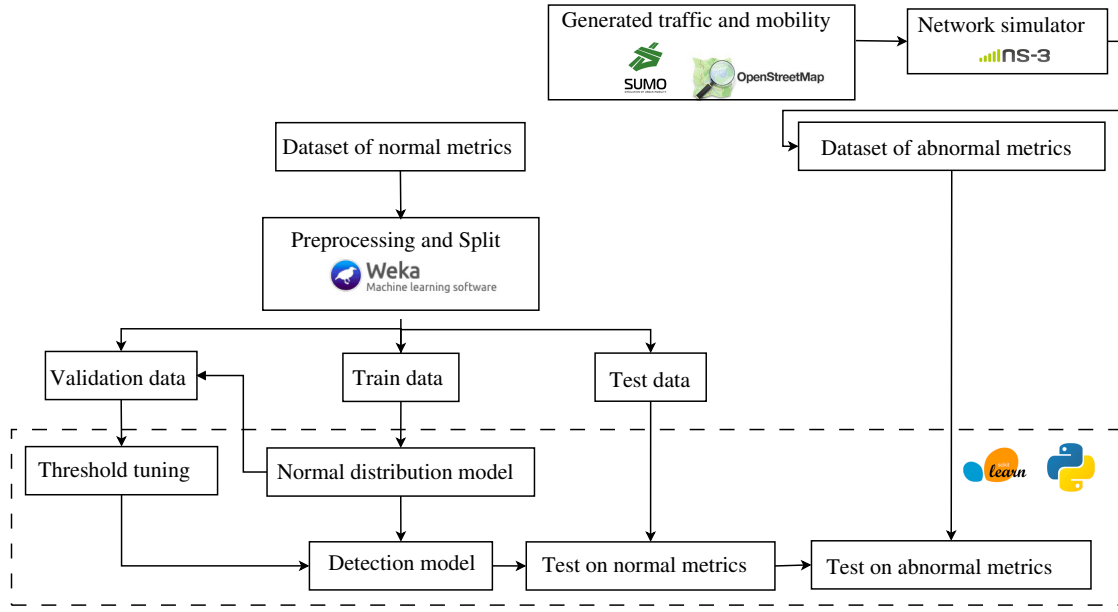 Generated traffic and mobility
SUMO
OpenStreetMap
Network simulator
ns-3
Dataset of normal metrics
Dataset of abnormal metrics
Preprocessing and Split
Weka
Machine learning software
Validation data
Train data
Test data
Threshold tuning
Normal distribution model
learn
Detection model
Test on normal metrics
Test on abnormal metrics